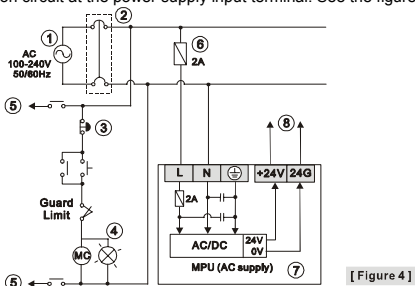 on circuit at the power supply input terminal. See the figure
①
②
AC
100-240V
50/60Hz
⑥
2A
⑤
③
⑧
L N +24V 24G
Guard
Limit
2A
④
MC
AC/DC
24V
0V
MPU (AC supply)
⑦
⑤
[ Figure 4 ]